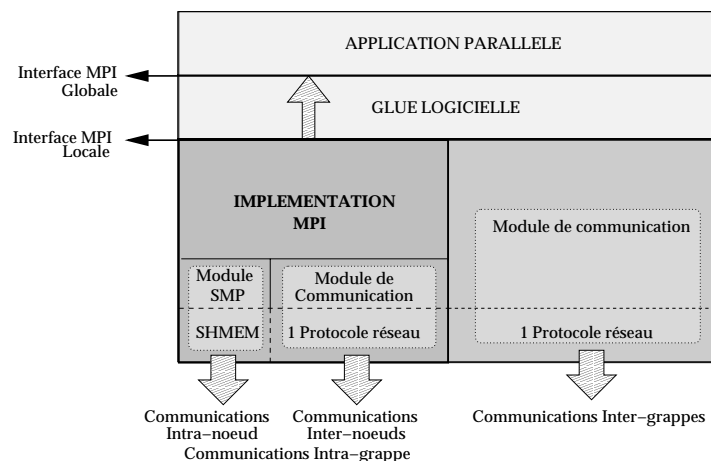 APPLICATION PARALLELE
Interface MPI
Globale
GLUE LOGICIELLE
Interface MPI
Locale
IMPLEMENTATION
MPI
Module de communication
Module
SMP
Module de
Communication
SHMEM
1 Protocole réseau
1 Protocole réseau
Communications
Intra−noeud
Communications
Inter−noeuds
Communications Intra−grappe
Communications Inter−grappes